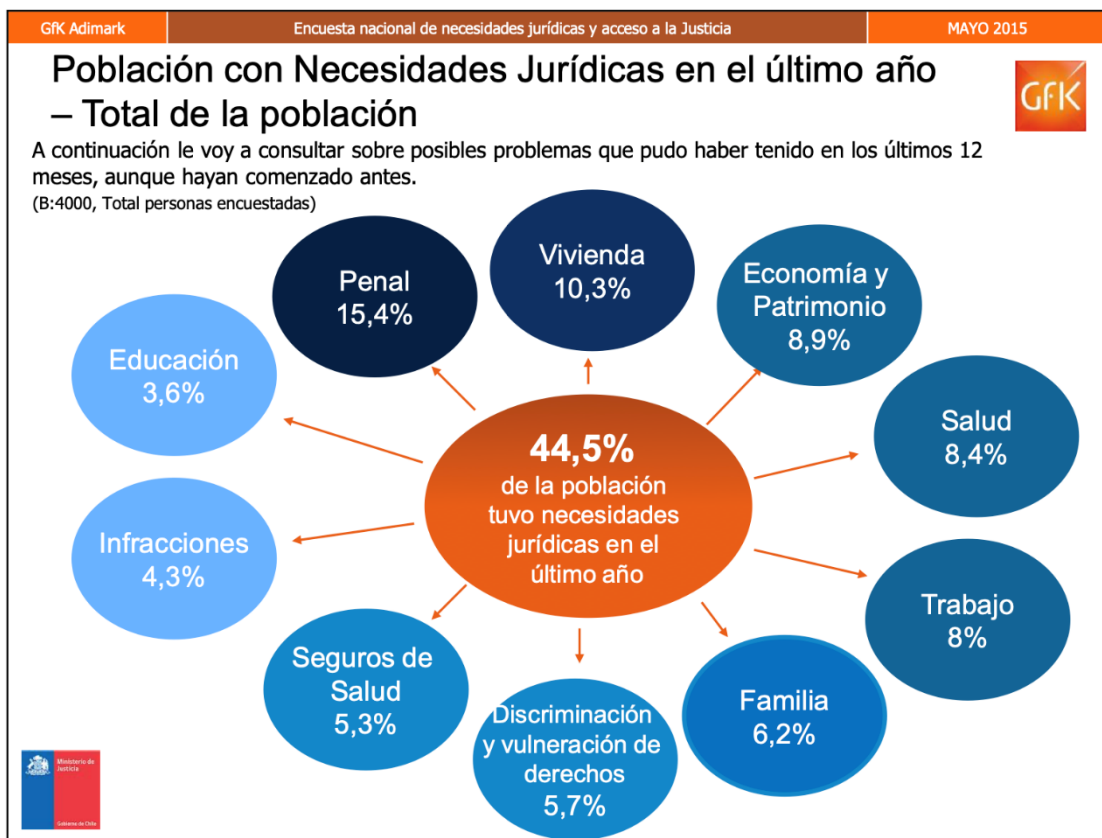 GfK Adimark
Encuesta nacional de necesidades jurídicas y acceso a la Justicia
MAYO 2015
Población con Necesidades Jurídicas en el último año
– Total de la población
GfK
A continuación le voy a consultar sobre posibles problemas que pudo haber tenido en los últimos 12
meses, aunque hayan comenzado antes.
(B:4000, Total personas encuestadas)
Penal
15,4%
Vivienda
10,3%
Economía y
Patrimonio
8,9%
Educación
3,6%
Salud
8,4%
44,5%
de la población
tuvo necesidades
jurídicas en el
último año
Infracciones
4,3%
Trabajo
8%
Seguros de
Salud
5,3%
Discriminación
y vulneración de
derechos
5,7%
Familia
6,2%
Ministerio de
Justicia
Gobierno de Chile